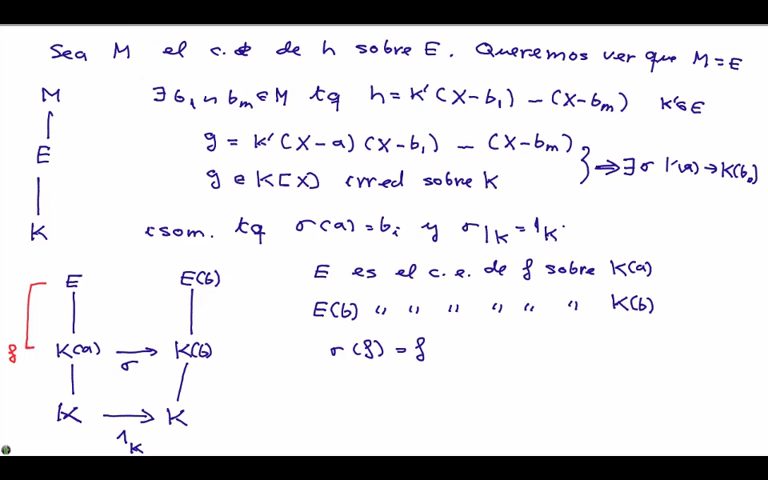 Sea M el c.e de h sobre E. Queremos ver que M=E
M
E
K
∃ b₁, bₘ ∈ M tq h = k'(X-b₁) – (X-bₘ) k'∈E
g = k'(X-a)(X-b₁) – (X-bₘ)
g ∈ K[X] irred sobre K
⇒ ∃ σ K(a) → K(bᵢ)
isom. tq σ(a) = bᵢ y σ|K = 1K.
E
E(b)
f
K(a) → K(b)
σ
K → K
1K
E es el c.e. de f sobre K(a)
E(b) " " " " " " K(b)
σ(f) = f